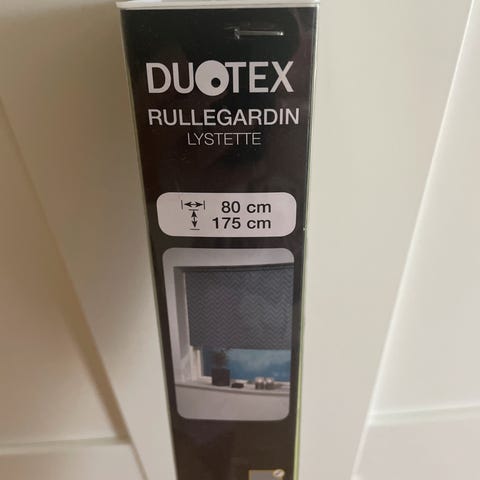 DUOTEX
RULLEGARDIN
LYSTETTE
80 cm
175 cm